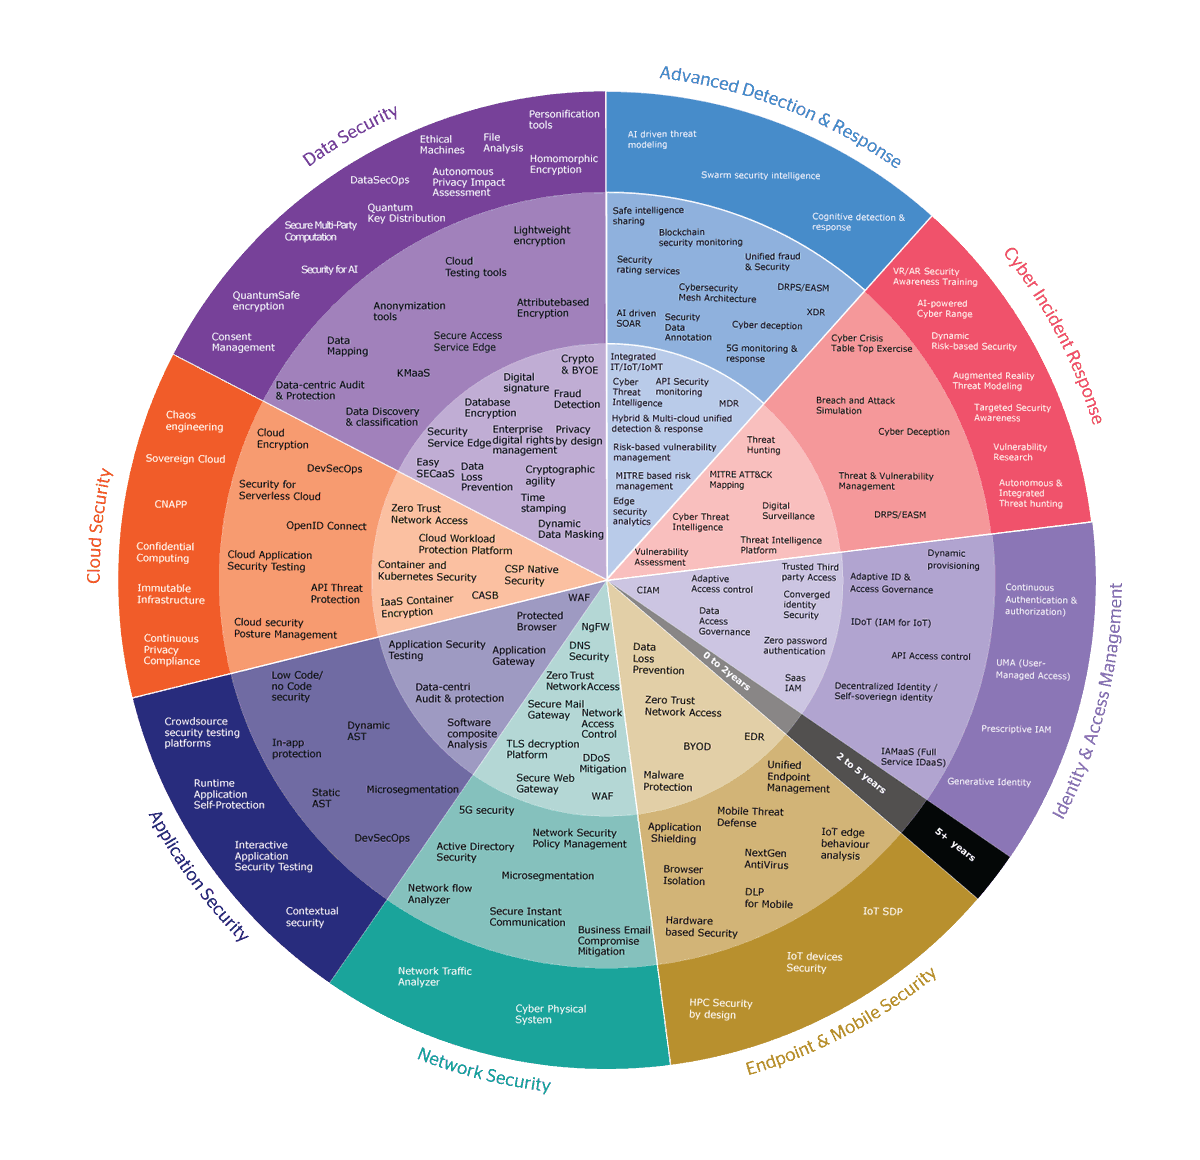 Advanced Detection & Response
AI driven threat
modeling
Swarm security intelligence
Cognitive detection &
response
Safe intelligence
sharing
Blockchain
security monitoring
Unified fraud
& Security
Security
rating services
DRPS/EASM
Cybersecurity
Mesh Architecture
XDR
AI driven
SOAR
Security
Data
Annotation
Cyber deception
5G monitoring &
response
Integrated
IT/IoT/IoMT
Cyber
Threat
Intelligence
API Security
monitoring
MDR
Hybrid & Multi-cloud unified
detection & response
Risk-based vulnerability
management
MITRE based risk
management
Edge
security
analytics
Cyber Incident Response
VR/AR Security
Awareness Training
AI-powered
Cyber Range
Dynamic
Risk-based Security
Augmented Reality
Threat Modeling
Targeted Security
Awareness
Vulnerability
Research
Autonomous &
Integrated
Threat hunting
Cyber Crisis
Table Top Exercise
Breach and Attack
Simulation
Cyber Deception
Threat & Vulnerability
Management
DRPS/EASM
Threat
Hunting
MITRE ATT&CK
Mapping
Digital
Surveillance
Cyber Threat
Intelligence
Threat Intelligence
Platform
Vulnerability
Assessment
Identity & Access Management
Continuous
Authentication &
authorization)
UMA (User-
Managed Access)
Prescriptive IAM
Generative Identity
Dynamic
provisioning
Adaptive ID &
Access Governance
IDoT (IAM for IoT)
API Access control
Decentralized Identity /
Self-soveriegn identity
IAMaaS (Full
Service IDaaS)
Trusted Third
party Access
Adaptive
Access control
CIAM
Converged
identity
Security
Data
Access
Governance
Zero password
authentication
Saas
IAM
0 to 2years
2 to 5 years
5+ years
Endpoint & Mobile Security
Data
Loss
Prevention
Zero Trust
Network Access
EDR
BYOD
Malware
Protection
Unified
Endpoint
Management
Mobile Threat
Defense
Application
Shielding
IoT edge
behaviour
analysis
NextGen
AntiVirus
Browser
Isolation
DLP
for Mobile
Hardware
based Security
IoT SDP
IoT devices
Security
HPC Security
by design
Network Security
NgFW
DNS
Security
Zero Trust
NetworkAccess
Secure Mail
Gateway
Network
Access
Control
TLS decryption
Platform
DDoS
Mitigation
Secure Web
Gateway
WAF
5G security
Network Security
Policy Management
Active Directory
Security
Microsegmentation
Network flow
Analyzer
Secure Instant
Communication
Business Email
Compromise
Mitigation
Network Traffic
Analyzer
Cyber Physical
System
Application Security
WAF
Protected
Browser
Application Security
Testing
Application
Gateway
Data-centri
Audit & protection
Software
composite
Analysis
Low Code/
no Code
security
Dynamic
AST
In-app
protection
Static
AST
Microsegmentation
DevSecOps
Crowdsource
security testing
platforms
Runtime
Application
Self-Protection
Interactive
Application
Security Testing
Contextual
security
Cloud Security
Chaos
engineering
Sovereign Cloud
CNAPP
Confidential
Computing
Immutable
Infrastructure
Continuous
Privacy
Compliance
Cloud
Encryption
DevSecOps
Security for
Serverless Cloud
OpenID Connect
Cloud Application
Security Testing
API Threat
Protection
Cloud security
Posture Management
Zero Trust
Network Access
Cloud Workload
Protection Platform
Container and
Kubernetes Security
CSP Native
Security
CASB
IaaS Container
Encryption
Data Security
Personification
tools
Ethical
Machines
File
Analysis
Homomorphic
Encryption
DataSecOps
Autonomous
Privacy Impact
Assessment
Quantum
Key Distribution
Secure Multi-Party
Computation
Security for AI
QuantumSafe
encryption
Consent
Management
Lightweight
encryption
Cloud
Testing tools
Anonymization
tools
Attributebased
Encryption
Data
Mapping
Secure Access
Service Edge
KMaaS
Data-centric Audit
& Protection
Data Discovery
& classification
Crypto
& BYOE
Digital
signature
Fraud
Detection
Database
Encryption
Security
Service Edge
Enterprise
digital rights
management
Privacy
by design
Easy
SECaaS
Data
Loss
Prevention
Cryptographic
agility
Time
stamping
Dynamic
Data Masking